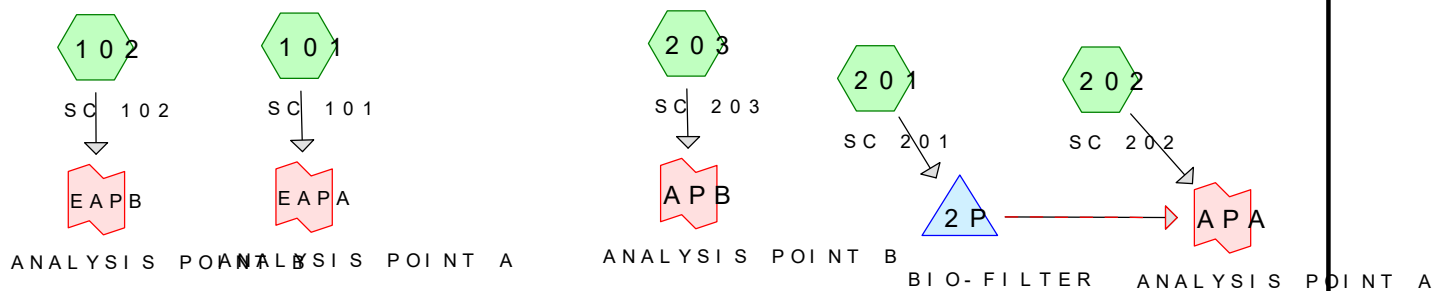 102
SC 102
EAPB
ANALYSIS POINT B
101
SC 101
EAPA
ANALYSIS POINT A
203
SC 203
APB
ANALYSIS POINT B
201
SC 201
2P
BIO-FILTER
202
SC 202
APA
ANALYSIS POINT A